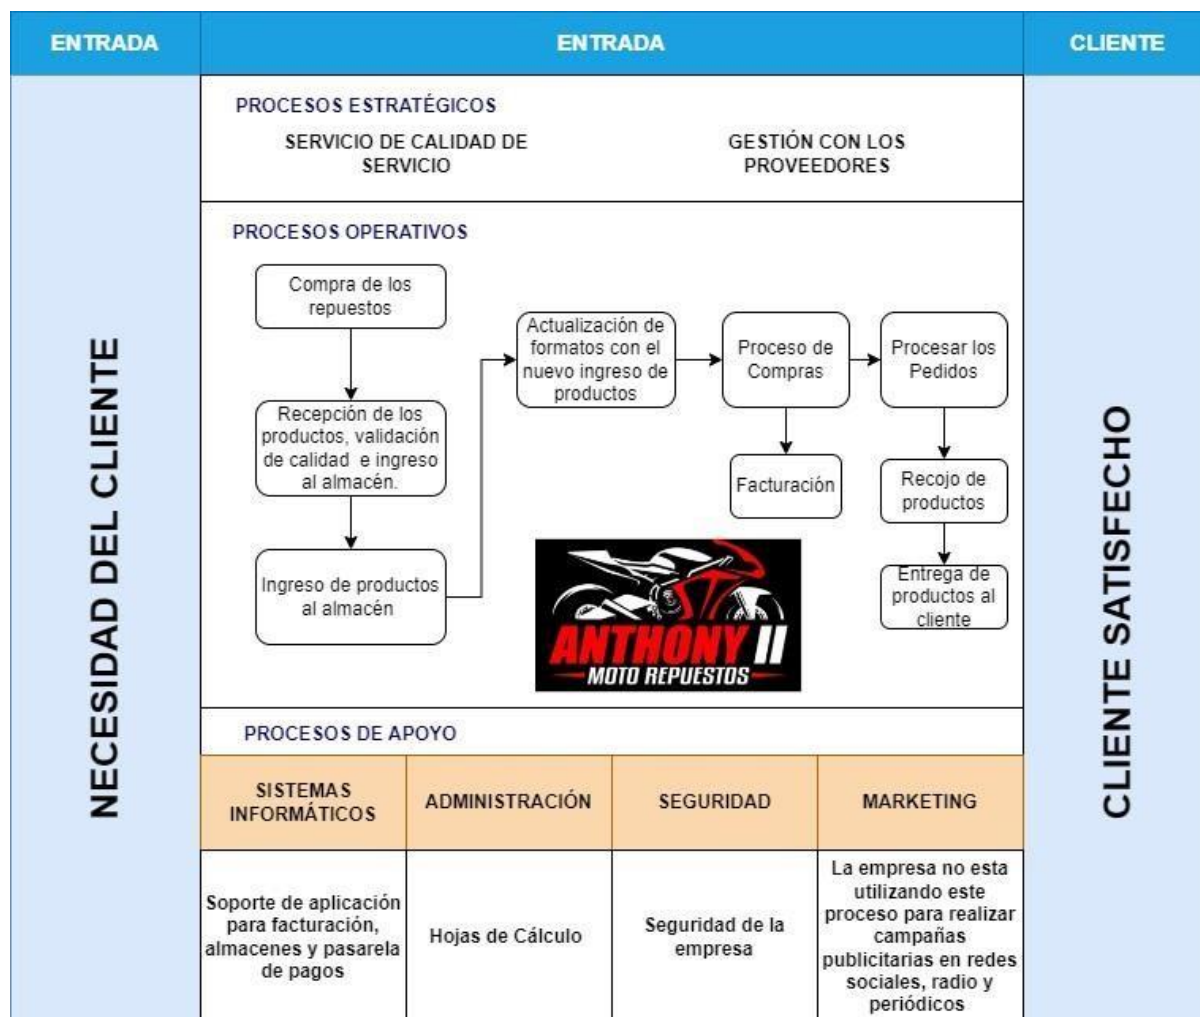 ENTRADA
ENTRADA
CLIENTE
NECESIDAD DEL CLIENTE
PROCESOS ESTRATÉGICOS
SERVICIO DE CALIDAD DE
SERVICIO
GESTIÓN CON LOS
PROVEEDORES
PROCESOS OPERATIVOS
Compra de los
repuestos
Recepción de los
productos, validación
de calidad e ingreso
al almacén.
Ingreso de productos
al almacén
Actualización de
formatos con el
nuevo ingreso de
productos
Proceso de
Compras
Facturación
Procesar los
Pedidos
Recojo de
productos
Entrega de
productos al
cliente
ANTHONY II
MOTO REPUESTOS
PROCESOS DE APOYO
SISTEMAS
INFORMÁTICOS
ADMINISTRACIÓN
SEGURIDAD
MARKETING
Soporte de aplicación
para facturación,
almacenes y pasarela
de pagos
Hojas de Cálculo
Seguridad de la
empresa
La empresa no esta
utilizando este
proceso para realizar
campañas
publicitarias en redes
sociales, radio y
periódicos
CLIENTE SATISFECHO